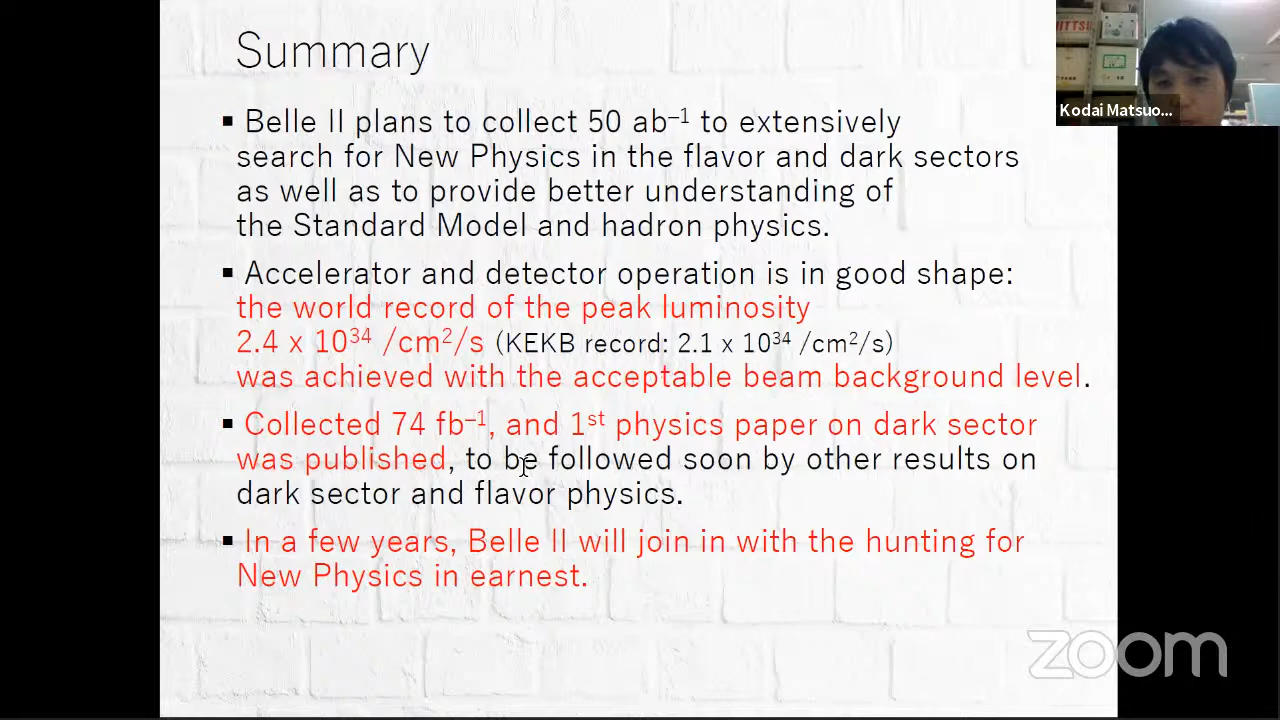 Summary
▪ Belle II plans to collect 50 ab⁻¹ to extensively
search for New Physics in the flavor and dark sectors
as well as to provide better understanding of
the Standard Model and hadron physics.
▪ Accelerator and detector operation is in good shape:
the world record of the peak luminosity
2.4 x 10³⁴ /cm²/s (KEKB record: 2.1 x 10³⁴ /cm²/s)
was achieved with the acceptable beam background level.
▪ Collected 74 fb⁻¹, and 1ˢᵗ physics paper on dark sector
was published, to be followed soon by other results on
dark sector and flavor physics.
▪ In a few years, Belle II will join in with the hunting for
New Physics in earnest.
Kodai Matsuo...
zoom